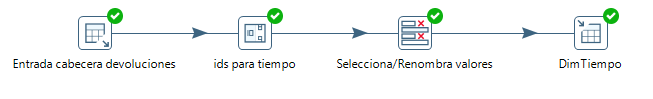 Entrada cabecera devoluciones
ids para tiempo
Selecciona/Renombra valores
DimTiempo